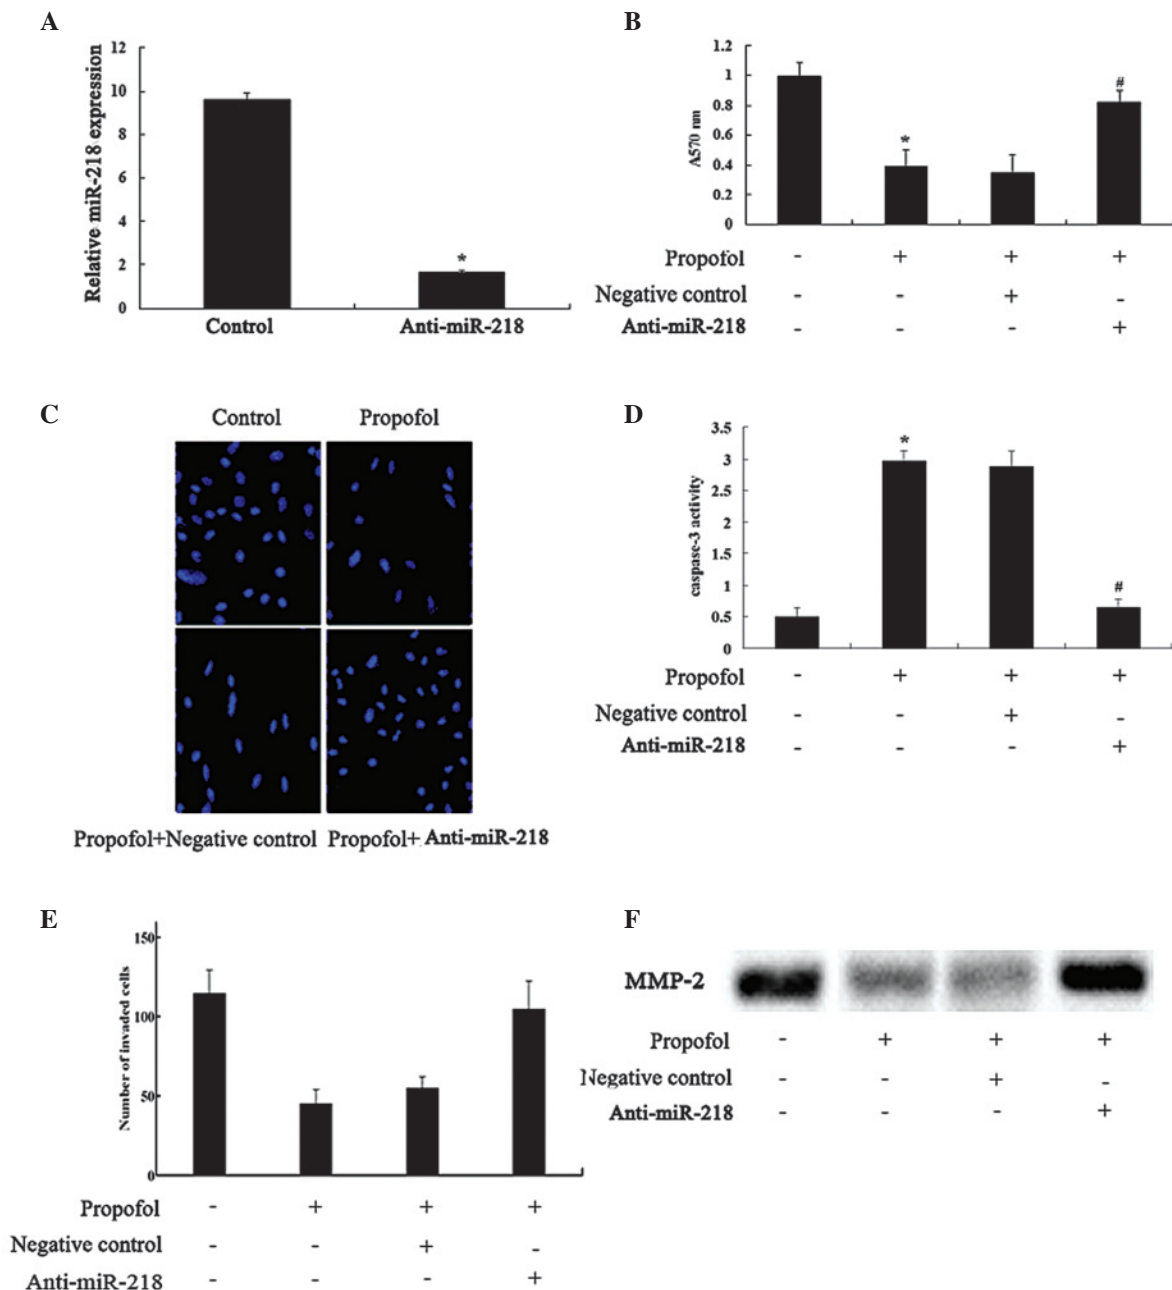 A
Relative miR-218 expression
12
10
8
6
4
2
0
*
Control
Anti-miR-218
B
A570 nm
1.2
1
0.8
0.6
0.4
0.2
0
*
#
Propofol - + + +
Negative control - - + -
Anti-miR-218 - - - +
C
Control
Propofol
Propofol+Negative control
Propofol+ Anti-miR-218
D
caspase-3 activity
3.5
3
2.5
2
1.5
1
0.5
0
*
#
Propofol - + + +
Negative control - - + -
Anti-miR-218 - - - +
E
Number of invaded cells
150
100
50
0
Propofol - + + +
Negative control - - + -
Anti-miR-218 - - - +
F
MMP-2
Propofol - + + +
Negative control - - + -
Anti-miR-218 - - - +